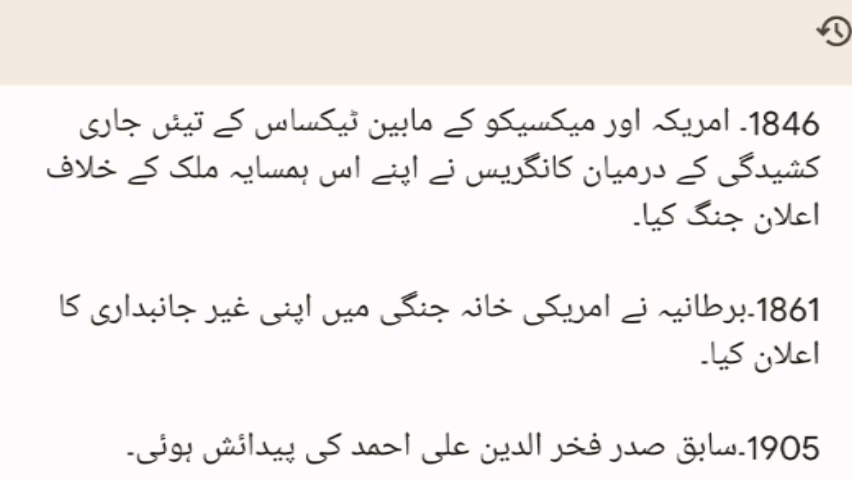 1846۔ امریکہ اور میکسیکو کے مابین ٹیکساس کے تیئں جاری
کشیدگی کے درمیان کانگریس نے اپنے اس ہمسایہ ملک کے خلاف
اعلان جنگ کیا۔
1861۔برطانیہ نے امریکی خانہ جنگی میں اپنی غیر جانبداری کا
اعلان کیا۔
1905۔سابق صدر فخر الدین علی احمد کی پیدائش ہوئی۔